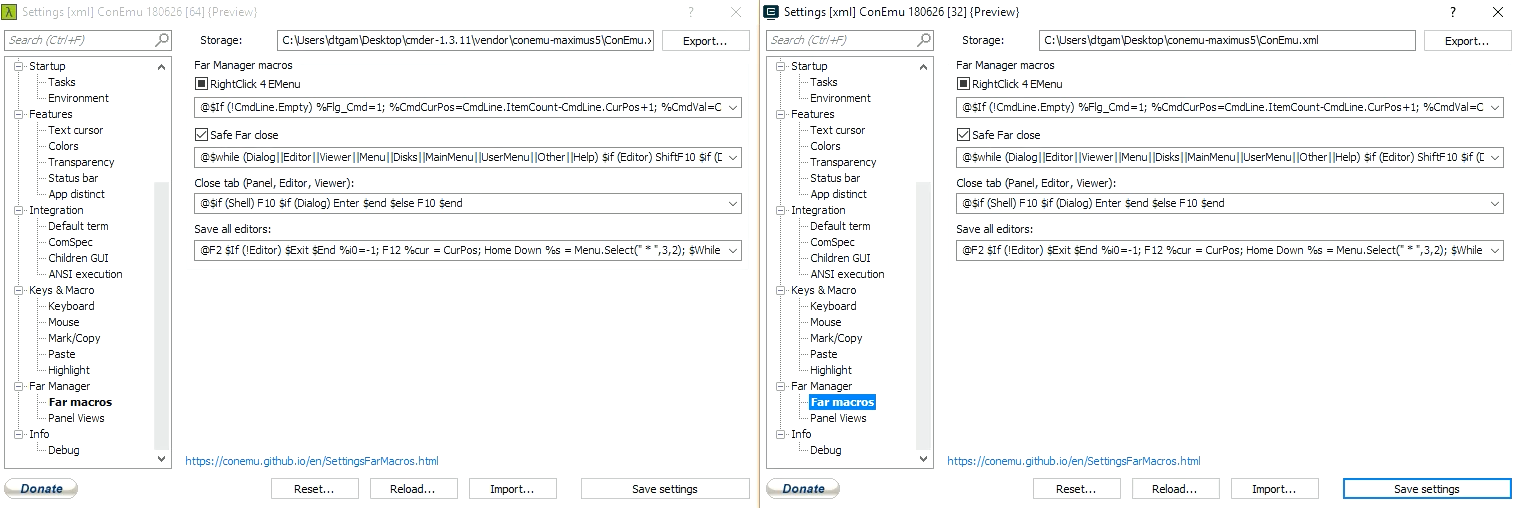 Settings [xml] ConEmu 180626 [64] {Preview}
Search (Ctrl+F)
Storage:
C:\Users\dtgam\Desktop\cmder-1.3.11\vendor\conemu-maximus5\ConEmu.x
Export...
Startup
Tasks
Environment
Features
Text cursor
Colors
Transparency
Status bar
App distinct
Integration
Default term
ComSpec
Children GUI
ANSI execution
Keys & Macro
Keyboard
Mouse
Mark/Copy
Paste
Highlight
Far Manager
Far macros
Panel Views
Info
Debug
Far Manager macros
RightClick 4 EMenu
@$If (!CmdLine.Empty) %Flg_Cmd=1; %CmdCurPos=CmdLine.ItemCount-CmdLine.CurPos+1; %CmdVal=C
Safe Far close
@$while (Dialog||Editor||Viewer||Menu||Disks||MainMenu||UserMenu||Other||Help) $if (Editor) ShiftF10 $if (D
Close tab (Panel, Editor, Viewer):
@$if (Shell) F10 $if (Dialog) Enter $end $else F10 $end
Save all editors:
@F2 $If (!Editor) $Exit $End %i0=-1; F12 %cur = CurPos; Home Down %s = Menu.Select(" * ",3,2); $While
https://conemu.github.io/en/SettingsFarMacros.html
Donate
Reset...
Reload...
Import...
Save settings
Settings [xml] ConEmu 180626 [32] {Preview}
Search (Ctrl+F)
Storage:
C:\Users\dtgam\Desktop\conemu-maximus5\ConEmu.xml
Export...
Startup
Tasks
Environment
Features
Text cursor
Colors
Transparency
Status bar
App distinct
Integration
Default term
ComSpec
Children GUI
ANSI execution
Keys & Macro
Keyboard
Mouse
Mark/Copy
Paste
Highlight
Far Manager
Far macros
Panel Views
Info
Debug
Far Manager macros
RightClick 4 EMenu
@$If (!CmdLine.Empty) %Flg_Cmd=1; %CmdCurPos=CmdLine.ItemCount-CmdLine.CurPos+1; %CmdVal=C
Safe Far close
@$while (Dialog||Editor||Viewer||Menu||Disks||MainMenu||UserMenu||Other||Help) $if (Editor) ShiftF10 $if (D
Close tab (Panel, Editor, Viewer):
@$if (Shell) F10 $if (Dialog) Enter $end $else F10 $end
Save all editors:
@F2 $If (!Editor) $Exit $End %i0=-1; F12 %cur = CurPos; Home Down %s = Menu.Select(" * ",3,2); $While
https://conemu.github.io/en/SettingsFarMacros.html
Donate
Reset...
Reload...
Import...
Save settings